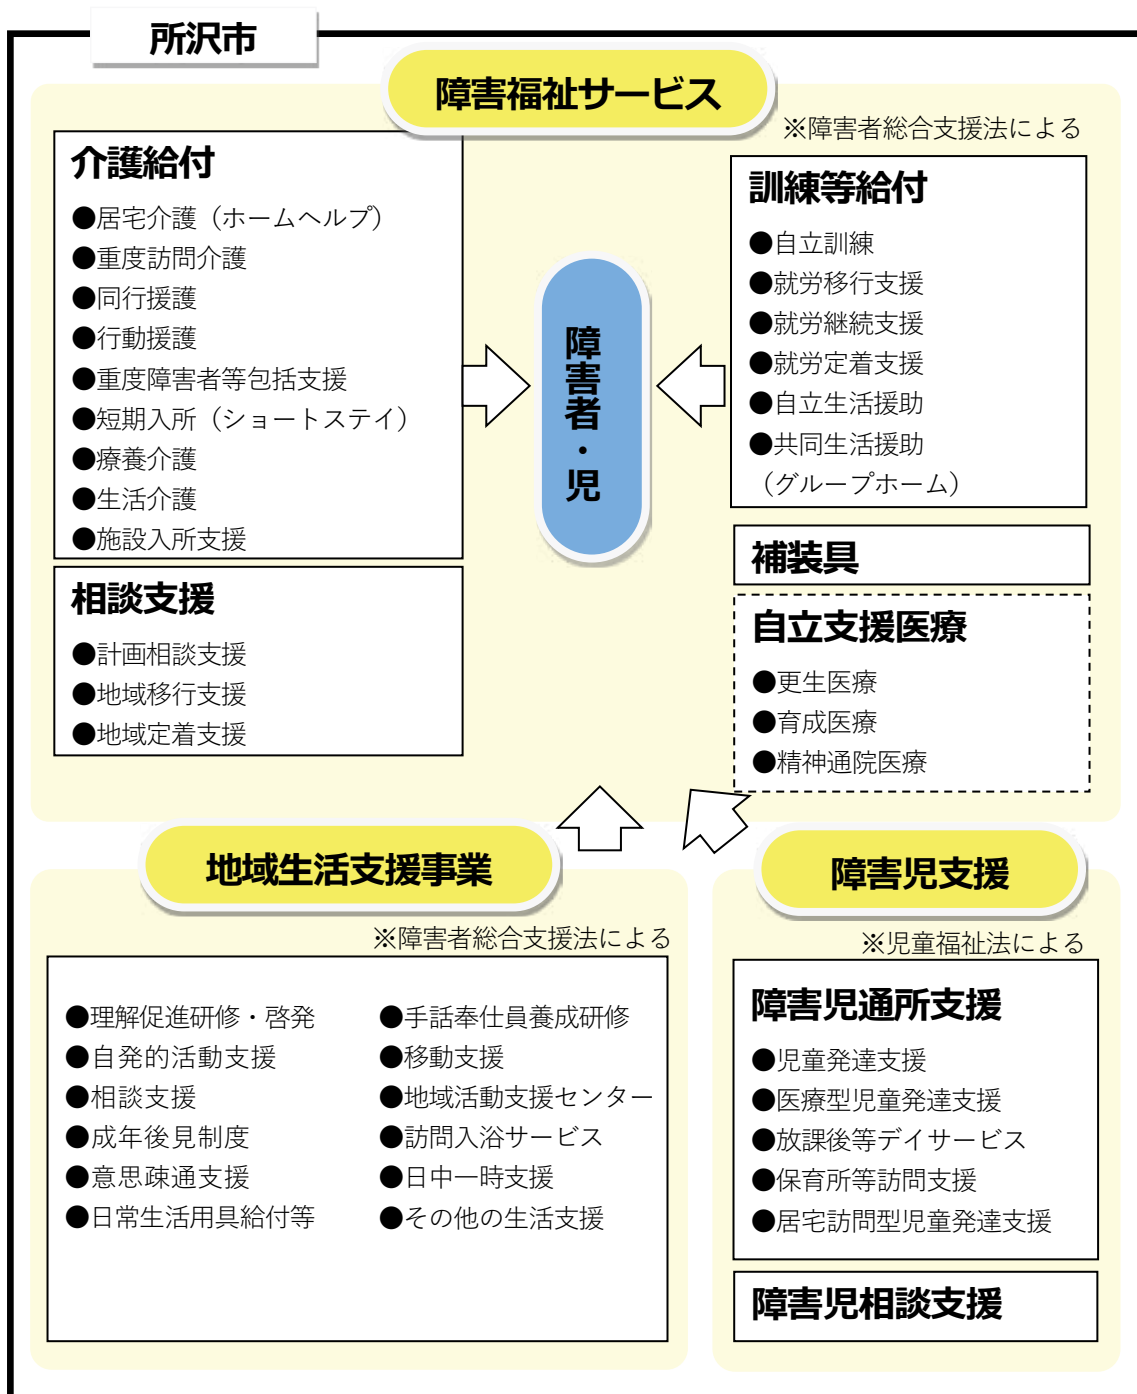 所沢市
障害福祉サービス
※障害者総合支援法による
介護給付
●居宅介護（ホームヘルプ）
●重度訪問介護
●同行援護
●行動援護
●重度障害者等包括支援
●短期入所（ショートステイ）
●療養介護
●生活介護
●施設入所支援
相談支援
●計画相談支援
●地域移行支援
●地域定着支援
障害者・児
訓練等給付
●自立訓練
●就労移行支援
●就労継続支援
●就労定着支援
●自立生活援助
●共同生活援助
（グループホーム）
補装具
自立支援医療
●更生医療
●育成医療
●精神通院医療
地域生活支援事業
※障害者総合支援法による
●理解促進研修・啓発
●自発的活動支援
●相談支援
●成年後見制度
●意思疎通支援
●日常生活用具給付等
●手話奉仕員養成研修
●移動支援
●地域活動支援センター
●訪問入浴サービス
●日中一時支援
●その他の生活支援
障害児支援
※児童福祉法による
障害児通所支援
●児童発達支援
●医療型児童発達支援
●放課後等デイサービス
●保育所等訪問支援
●居宅訪問型児童発達支援
障害児相談支援